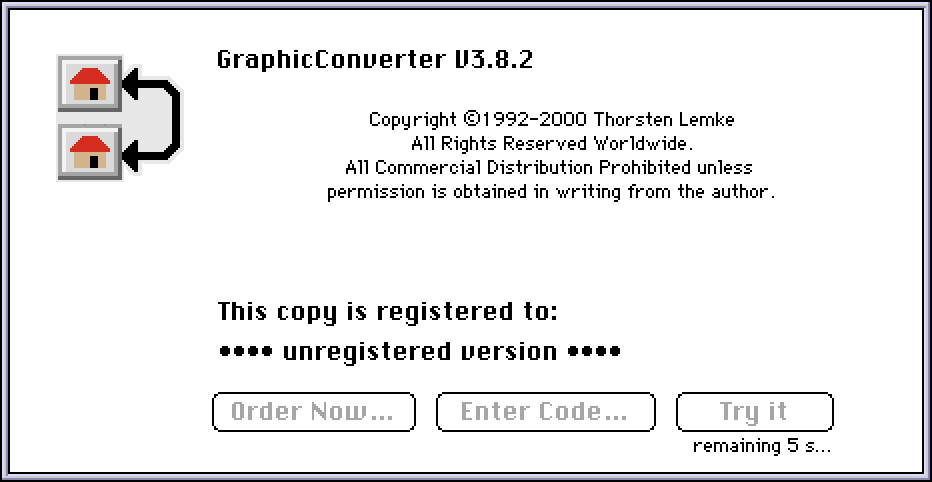 GraphicConverter V3.8.2
Copyright ©1992-2000 Thorsten Lemke
All Rights Reserved Worldwide.
All Commercial Distribution Prohibited unless
permission is obtained in writing from the author.
This copy is registered to:
•••• unregistered version ••••
Order Now... Enter Code... Try it
remaining 5 s...